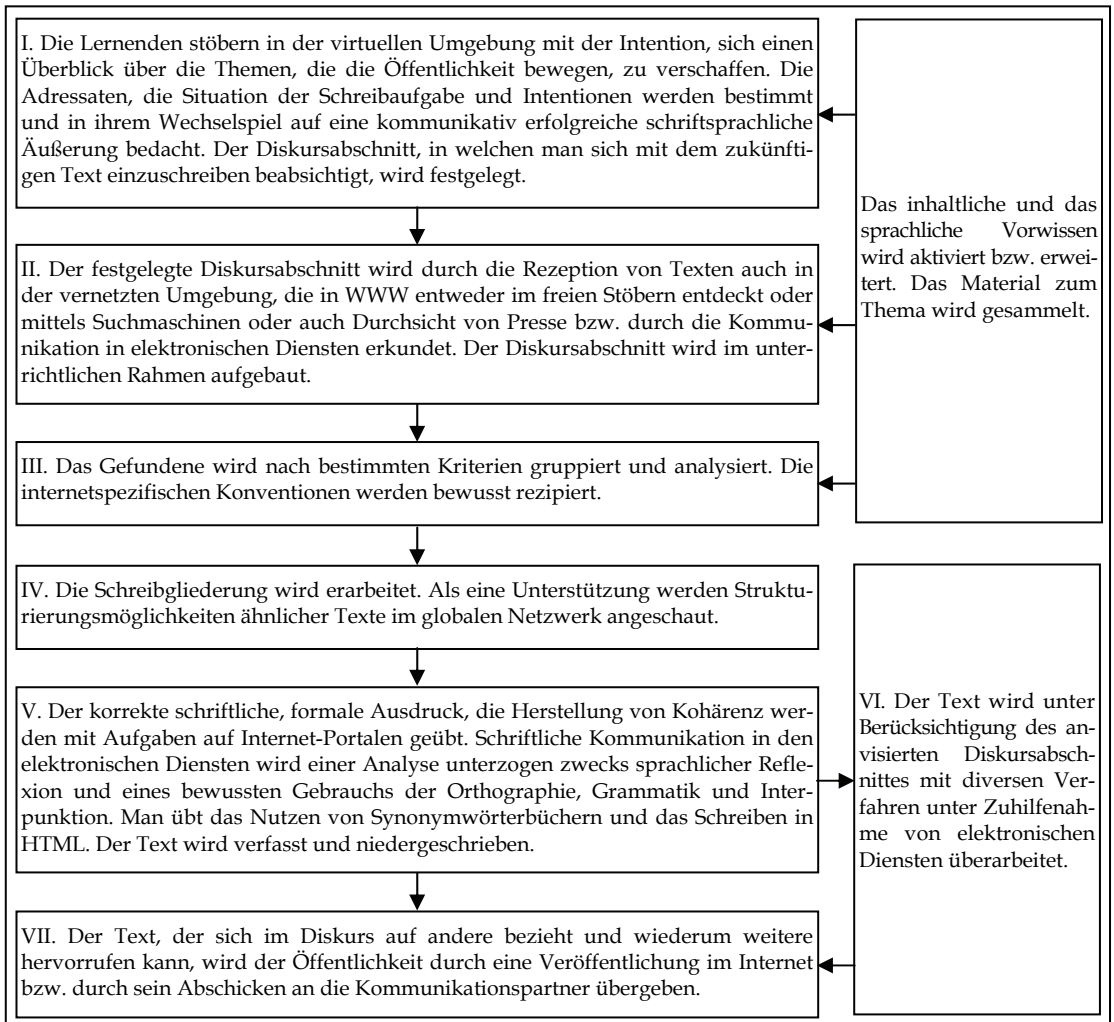 I. Die Lernenden stöbern in der virtuellen Umgebung mit der Intention, sich einen
Überblick über die Themen, die die Öffentlichkeit bewegen, zu verschaffen. Die
Adressaten, die Situation der Schreibaufgabe und Intentionen werden bestimmt
und in ihrem Wechselspiel auf eine kommunikativ erfolgreiche schriftsprachliche
Äußerung bedacht. Der Diskursabschnitt, in welchen man sich mit dem zukünfti-
gen Text einzuschreiben beabsichtigt, wird festgelegt.
Das inhaltliche und das
sprachliche Vorwissen
wird aktiviert bzw. erwei-
tert. Das Material zum
Thema wird gesammelt.
II. Der festgelegte Diskursabschnitt wird durch die Rezeption von Texten auch in
der vernetzten Umgebung, die in WWW entweder im freien Stöbern entdeckt oder
mittels Suchmaschinen oder auch Durchsicht von Presse bzw. durch die Kommu-
nikation in elektronischen Diensten erkundet. Der Diskursabschnitt wird im unter-
richtlichen Rahmen aufgebaut.
III. Das Gefundene wird nach bestimmten Kriterien gruppiert und analysiert. Die
internetspezifischen Konventionen werden bewusst rezipiert.
IV. Die Schreibgliederung wird erarbeitet. Als eine Unterstützung werden Struktu-
rierungsmöglichkeiten ähnlicher Texte im globalen Netzwerk angeschaut.
V. Der korrekte schriftliche, formale Ausdruck, die Herstellung von Kohärenz wer-
den mit Aufgaben auf Internet-Portalen geübt. Schriftliche Kommunikation in den
elektronischen Diensten wird einer Analyse unterzogen zwecks sprachlicher Refle-
xion und eines bewussten Gebrauchs der Orthographie, Grammatik und Inter-
punktion. Man übt das Nutzen von Synonymwörterbüchern und das Schreiben in
HTML. Der Text wird verfasst und niedergeschrieben.
VI. Der Text wird unter
Berücksichtigung des an-
visierten Diskursabsch-
nittes mit diversen Ver-
fahren unter Zuhilfenah-
me von elektronischen
Diensten überarbeitet.
VII. Der Text, der sich im Diskurs auf andere bezieht und wiederum weitere
hervorrufen kann, wird der Öffentlichkeit durch eine Veröffentlichung im Internet
bzw. durch sein Abschicken an die Kommunikationspartner übergeben.